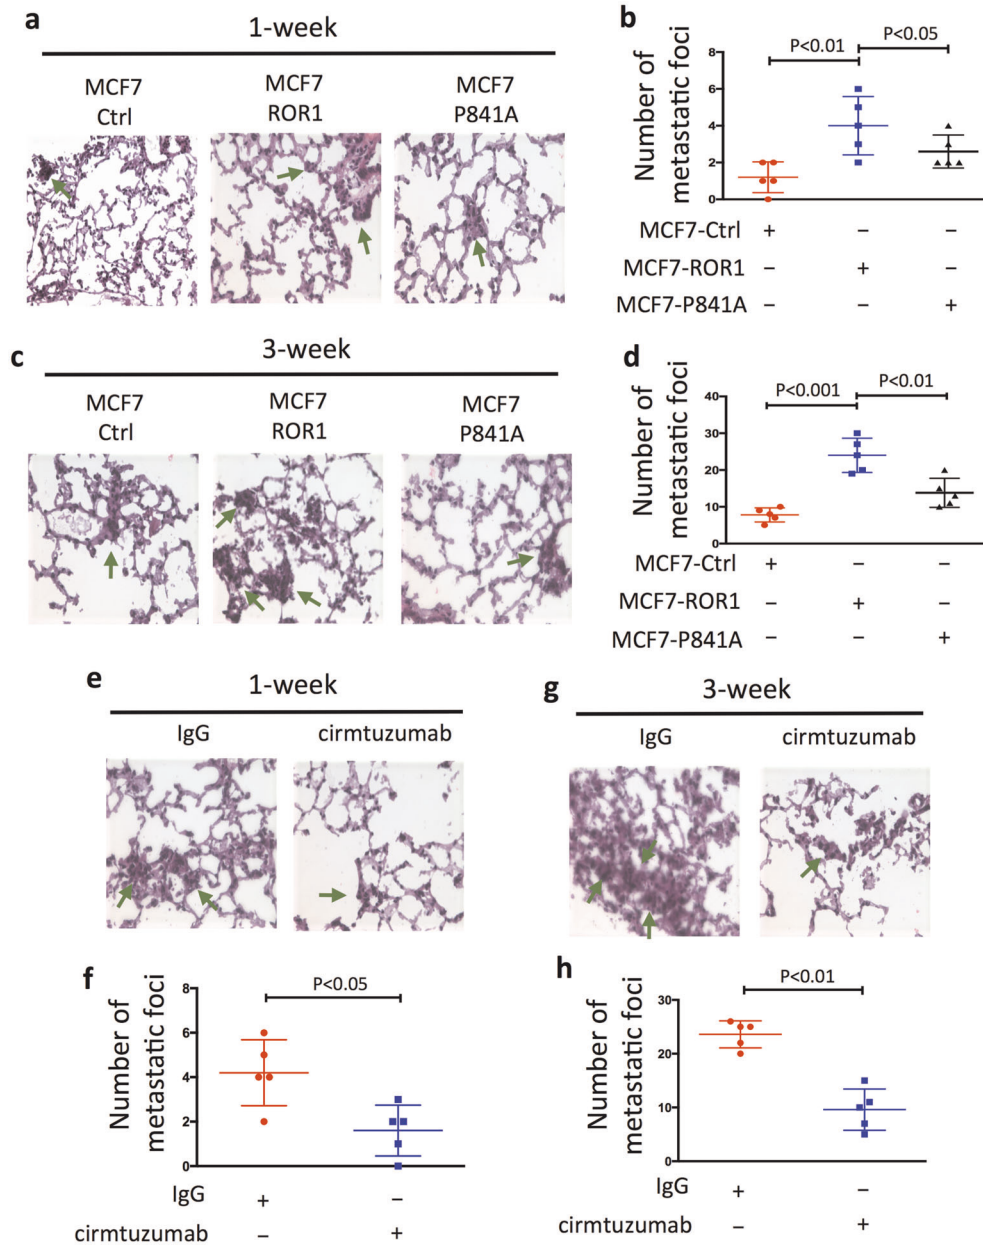 a
1-week
MCF7
Ctrl
MCF7
ROR1
MCF7
P841A
b
Number of
metastatic foci
8
6
4
2
0
P<0.01
P<0.05
MCF7-Ctrl + – –
MCF7-ROR1 – + –
MCF7-P841A – – +
c
3-week
MCF7
Ctrl
MCF7
ROR1
MCF7
P841A
d
Number of
metastatic foci
40
30
20
10
0
P<0.001
P<0.01
MCF7-Ctrl + – –
MCF7-ROR1 – + –
MCF7-P841A – – +
e
1-week
IgG
cirmtuzumab
g
3-week
IgG
cirmtuzumab
f
Number of
metastatic foci
8
6
4
2
0
P<0.05
IgG + –
cirmtuzumab – +
h
Number of
metastatic foci
30
20
10
0
P<0.01
IgG + –
cirmtuzumab – +